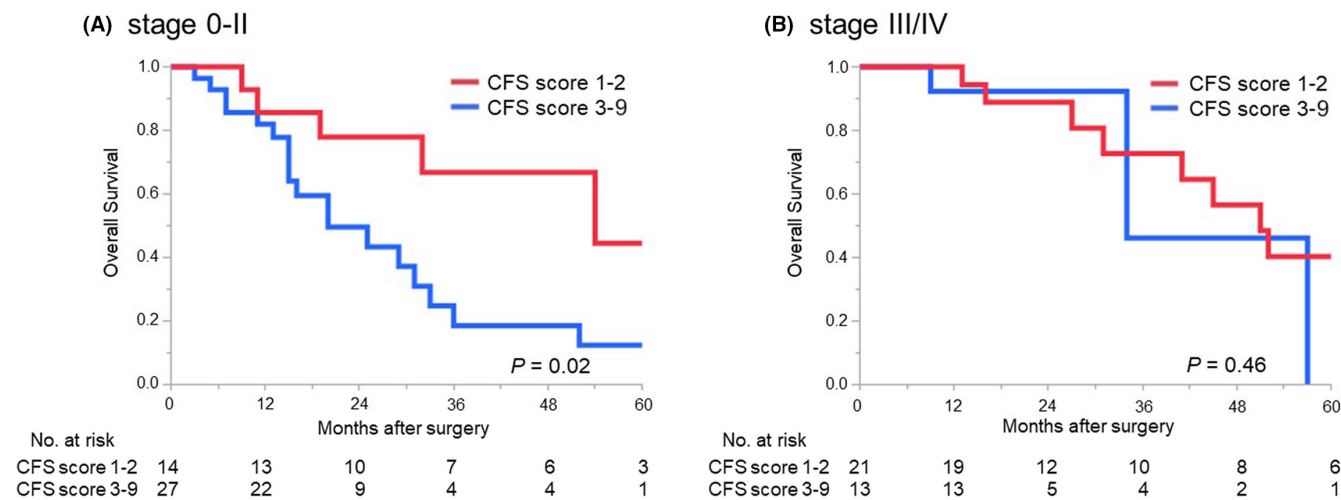 (A) stage 0-II
CFS score 1-2
CFS score 3-9
1.0
0.8
0.6
0.4
0.2
0.0
Overall Survival
P = 0.02
0 12 24 36 48 60
Months after surgery
No. at risk
CFS score 1-2 14 13 10 7 6 3
CFS score 3-9 27 22 9 4 4 1
(B) stage III/IV
CFS score 1-2
CFS score 3-9
1.0
0.8
0.6
0.4
0.2
0.0
Overall Survival
P = 0.46
0 12 24 36 48 60
Months after surgery
No. at risk
CFS score 1-2 21 19 12 10 8 6
CFS score 3-9 13 13 5 4 2 1